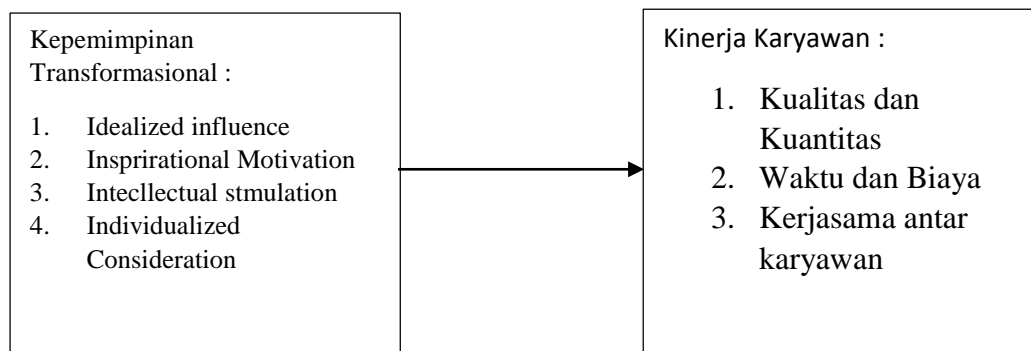 Kepemimpinan
Transformasional :
1. Idealized influence
2. Insprirational Motivation
3. Intecllectual stmulation
4. Individualized
Consideration
Kinerja Karyawan :
1. Kualitas dan
Kuantitas
2. Waktu dan Biaya
3. Kerjasama antar
karyawan